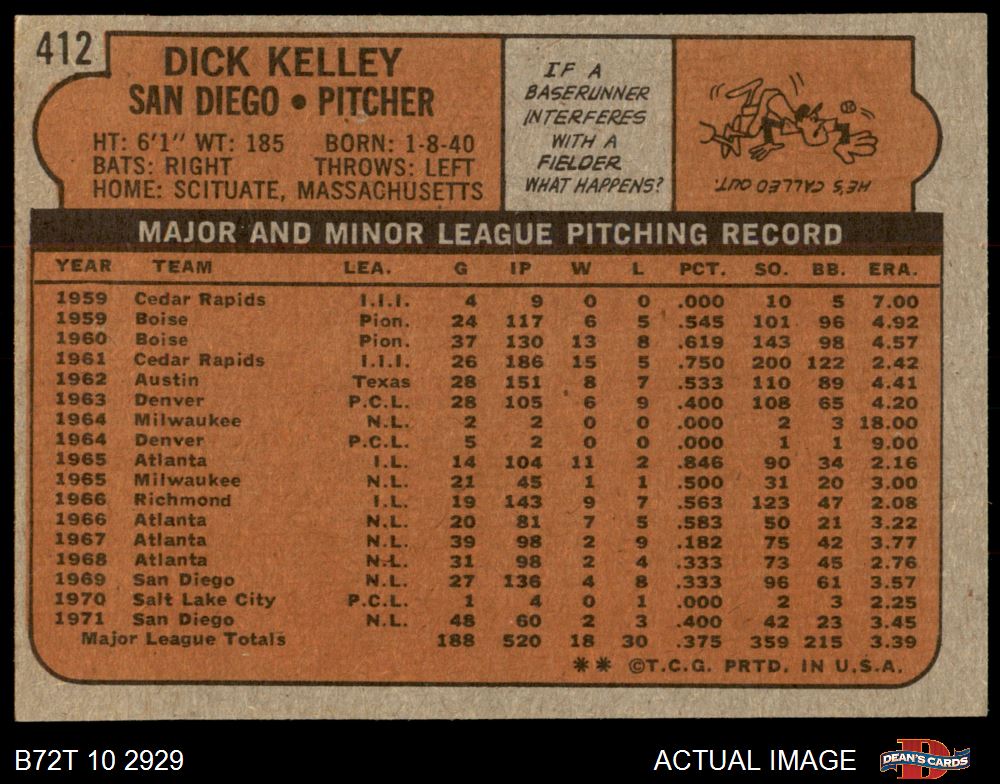 412
DICK KELLEY
SAN DIEGO • PITCHER
HT: 6'1" WT: 185 BORN: 1-8-40
BATS: RIGHT THROWS: LEFT
HOME: SCITUATE, MASSACHUSETTS
IF A
BASERUNNER
INTERFERES
WITH A
FIELDER
WHAT HAPPENS?
HE'S CALLED OUT.
MAJOR AND MINOR LEAGUE PITCHING RECORD
YEAR TEAM LEA. G IP W L PCT. SO. BB. ERA.
1959 Cedar Rapids I.I.I. 4 9 0 0 .000 10 5 7.00
1959 Boise Pion. 24 117 6 5 .545 101 96 4.92
1960 Boise Pion. 37 130 13 8 .619 143 98 4.57
1961 Cedar Rapids I.I.I. 26 186 15 5 .750 200 122 2.42
1962 Austin Texas 28 151 8 7 .533 110 89 4.41
1963 Denver P.C.L. 28 105 6 9 .400 108 65 4.20
1964 Milwaukee N.L. 2 2 0 0 .000 2 3 18.00
1964 Denver P.C.L. 5 2 0 0 .000 1 1 9.00
1965 Atlanta I.L. 14 104 11 2 .846 90 34 2.16
1965 Milwaukee N.L. 21 45 1 1 .500 31 20 3.00
1966 Richmond I.L. 19 143 9 7 .563 123 47 2.08
1966 Atlanta N.L. 20 81 7 5 .583 50 21 3.22
1967 Atlanta N.L. 39 98 2 9 .182 75 42 3.77
1968 Atlanta N.L. 31 98 2 4 .333 73 45 2.76
1969 San Diego N.L. 27 136 4 8 .333 96 61 3.57
1970 Salt Lake City P.C.L. 1 4 0 1 .000 2 3 2.25
1971 San Diego N.L. 48 60 2 3 .400 42 23 3.45
Major League Totals 188 520 18 30 .375 359 215 3.39
** ©T.C.G. PRTD. IN U.S.A.
B72T 10 2929
ACTUAL IMAGE
DEAN'S CARDS